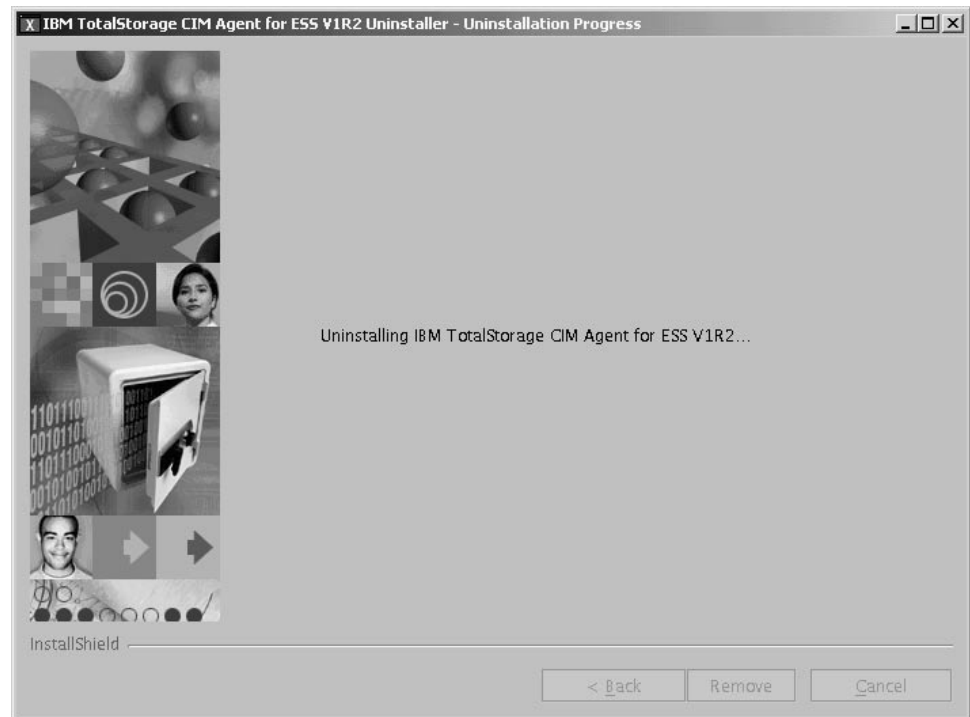 IBM TotalStorage CIM Agent for ESS V1R2 Uninstaller - Uninstallation Progress
Uninstalling IBM TotalStorage CIM Agent for ESS V1R2...
InstallShield
< Back
Remove
Cancel